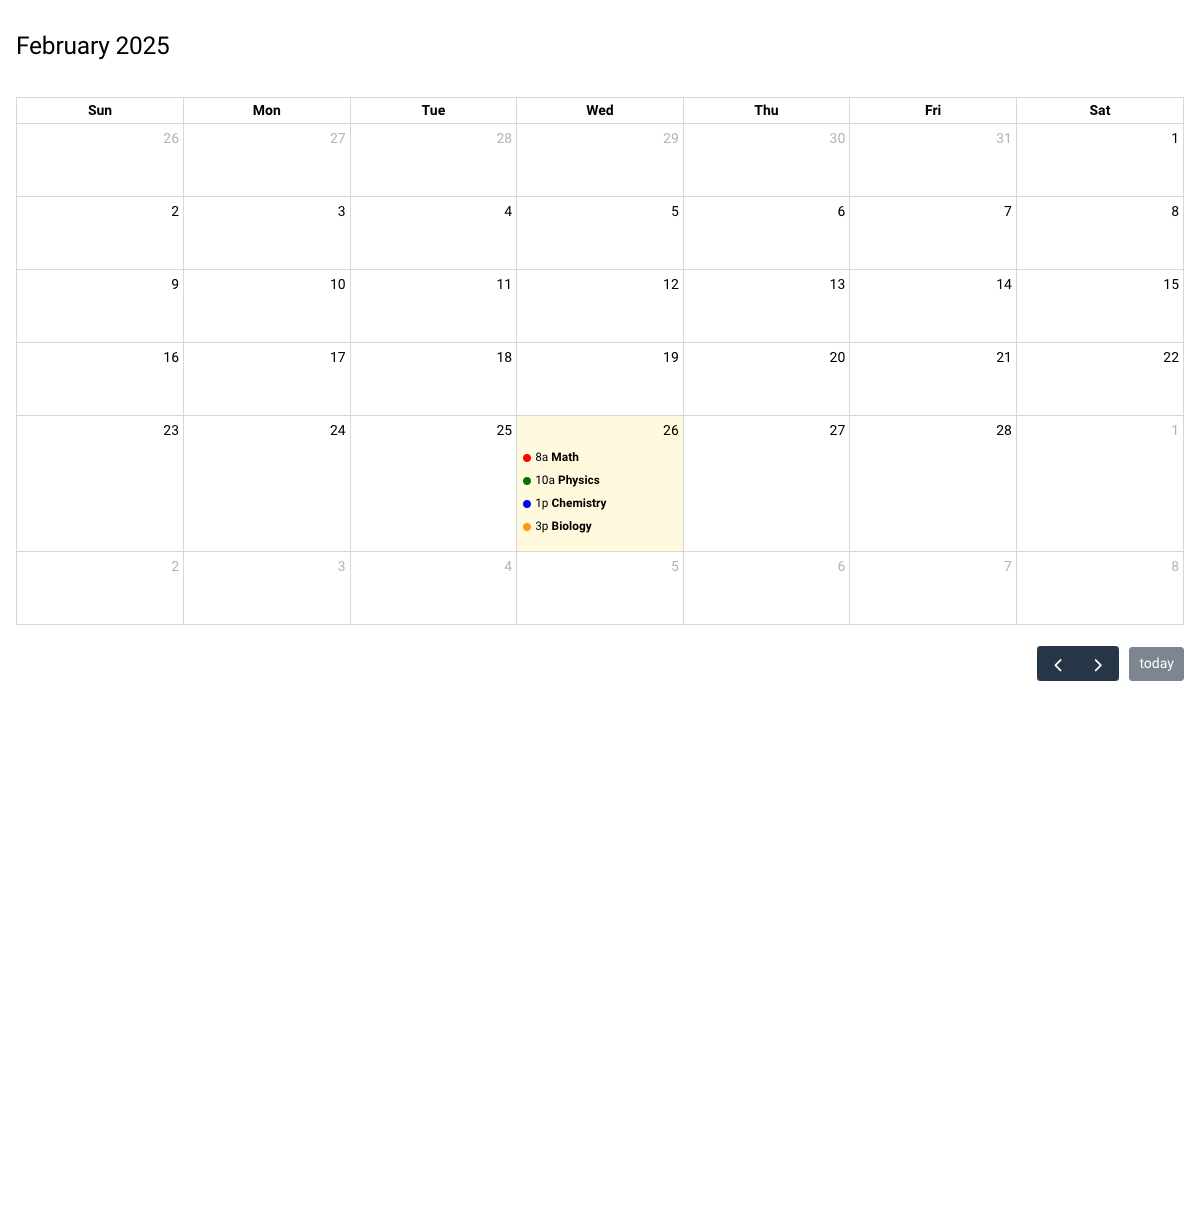 February 2025
Sun Mon Tue Wed Thu Fri Sat
26 27 28 29 30 31 1
2 3 4 5 6 7 8
9 10 11 12 13 14 15
16 17 18 19 20 21 22
23 24 25 26 27 28 1
8a Math
10a Physics
1p Chemistry
3p Biology
2 3 4 5 6 7 8
today